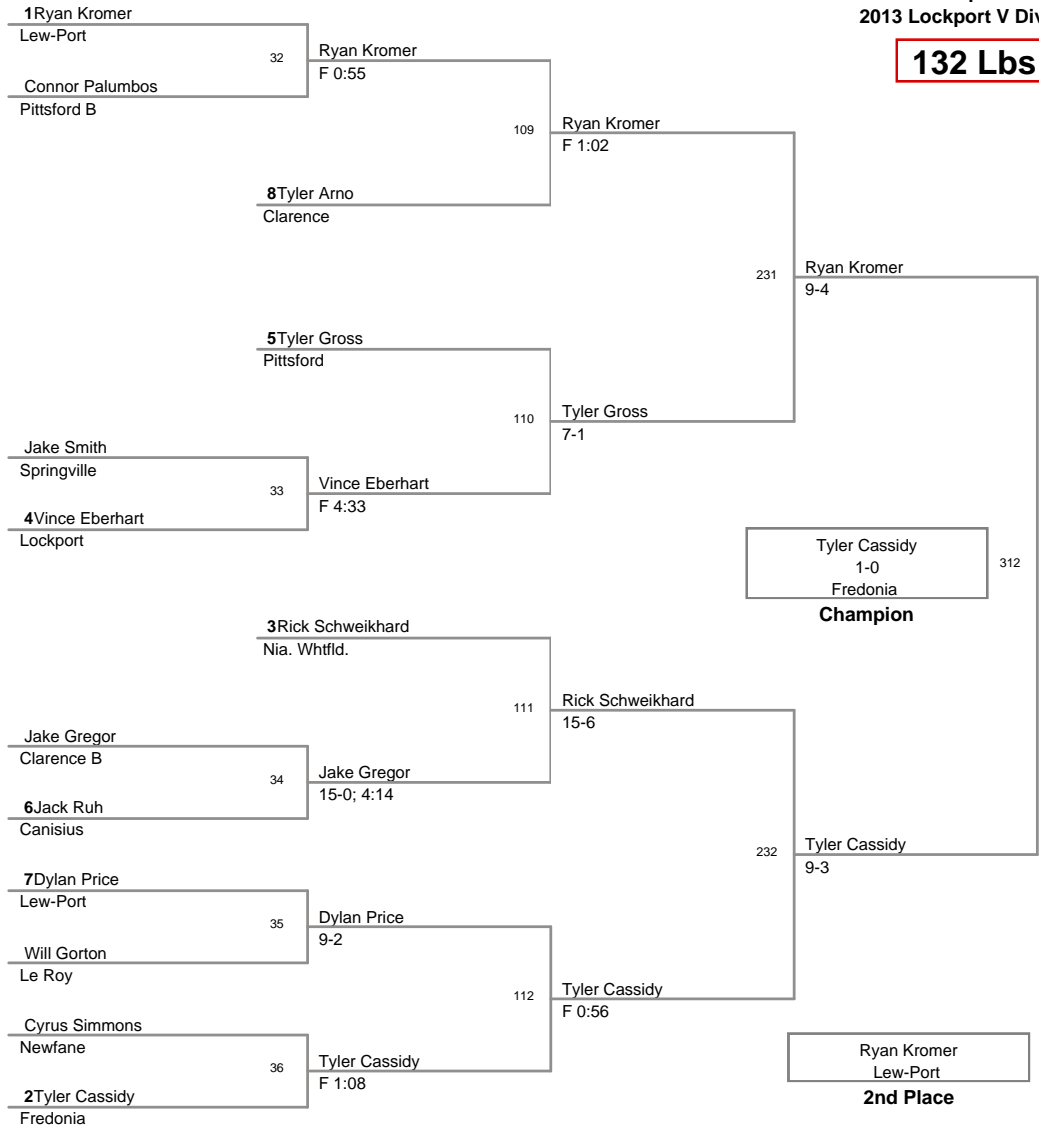 2013 Lockport V Div
132 Lbs
1Ryan Kromer
Lew-Port
32
Ryan Kromer
F 0:55
Connor Palumbos
Pittsford B
109
Ryan Kromer
F 1:02
8Tyler Arno
Clarence
231
Ryan Kromer
9-4
5Tyler Gross
Pittsford
110
Tyler Gross
7-1
Jake Smith
Springville
33
Vince Eberhart
F 4:33
4Vince Eberhart
Lockport
Tyler Cassidy
1-0
Fredonia
312
Champion
3Rick Schweikhard
Nia. Whtfld.
111
Rick Schweikhard
15-6
Jake Gregor
Clarence B
34
Jake Gregor
15-0; 4:14
6Jack Ruh
Canisius
232
Tyler Cassidy
9-3
7Dylan Price
Lew-Port
35
Dylan Price
9-2
Will Gorton
Le Roy
112
Tyler Cassidy
F 0:56
Cyrus Simmons
Newfane
36
Tyler Cassidy
F 1:08
2Tyler Cassidy
Fredonia
Ryan Kromer
Lew-Port
2nd Place